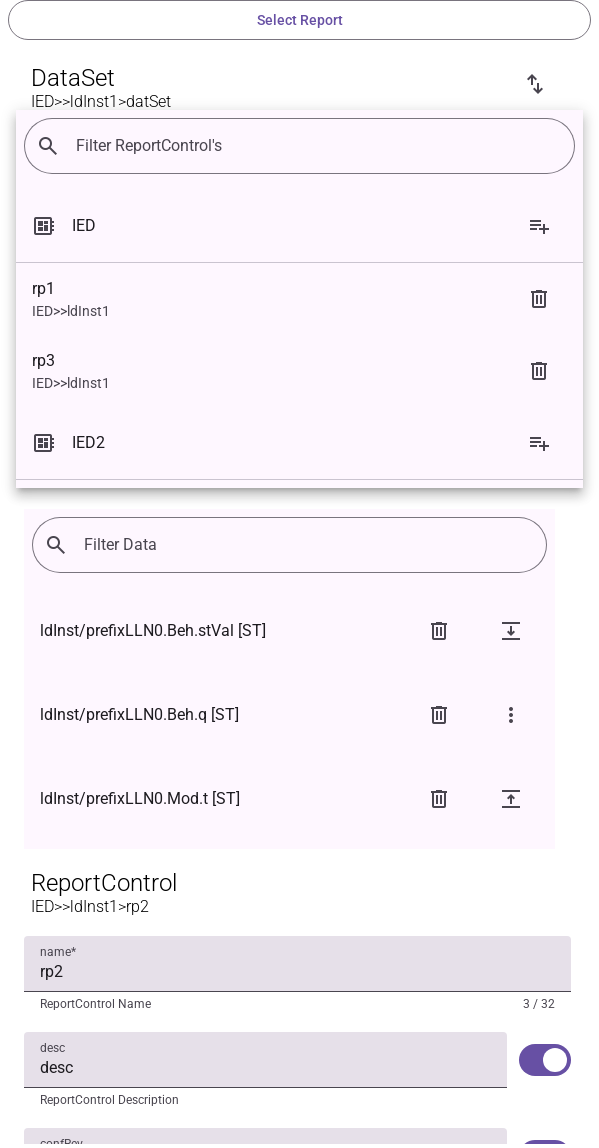 Select Report
DataSet
IED>>ldInst1>datSet
Filter ReportControl's
IED
rp1
IED>>ldInst1
rp3
IED>>ldInst1
IED2
Filter Data
ldInst/prefixLLN0.Beh.stVal [ST]
ldInst/prefixLLN0.Beh.q [ST]
ldInst/prefixLLN0.Mod.t [ST]
ReportControl
IED>>ldInst1>rp2
name*
rp2
ReportControl Name
3 / 32
desc
desc
ReportControl Description
confRev